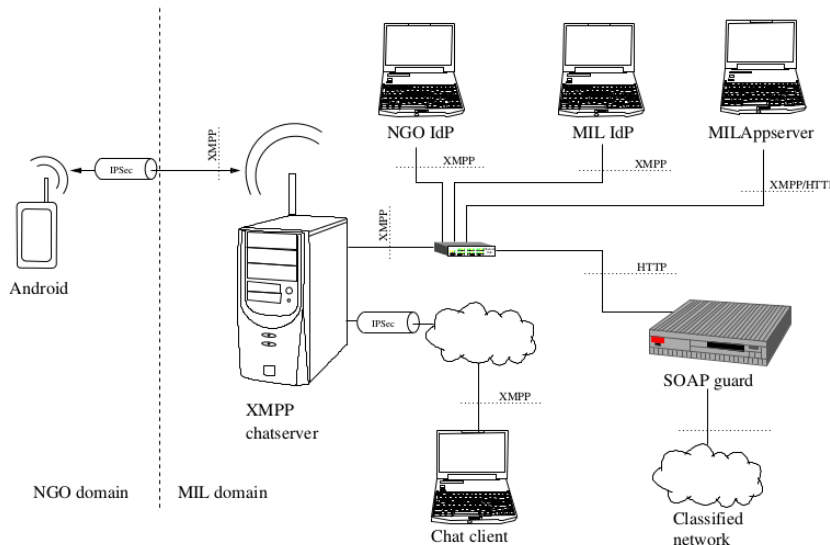 NGO IdP
MIL IdP
MILAppserver
XMPP
XMPP
XMPP
XMPP/HTT
IPSec
XMPP
HTTP
Android
IPSec
SOAP guard
XMPP
chatserver
XMPP
NGO domain
MIL domain
Chat client
Classified
network